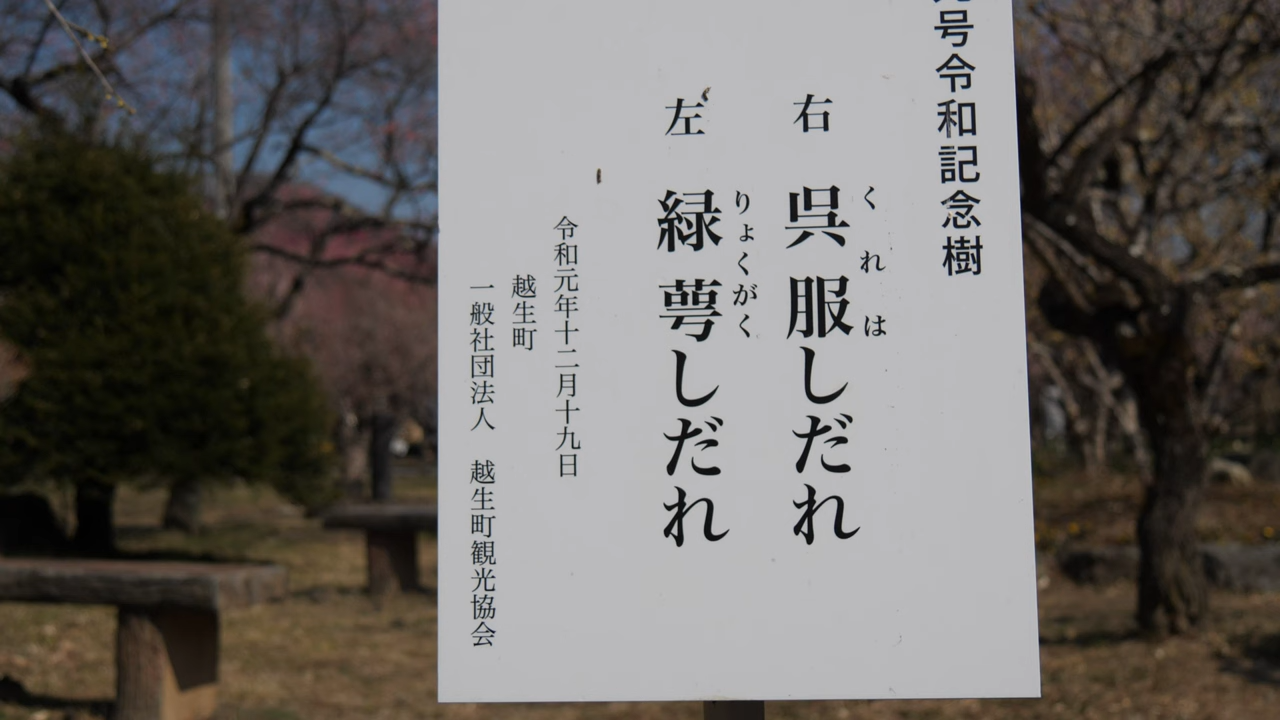 号令和記念樹
右 呉服しだれ
くれは
左 緑萼しだれ
りょくがく
令和元年十二月十九日
越生町
一般社団法人 越生町観光協会